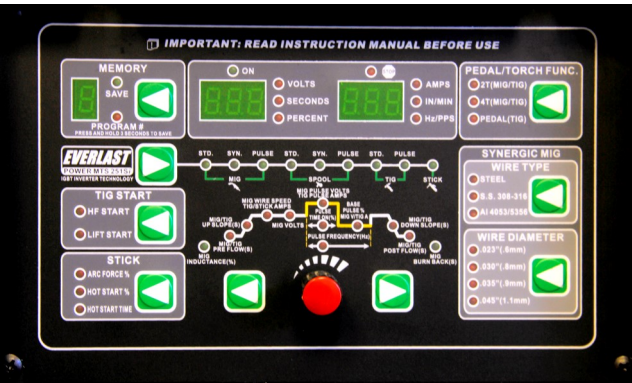 IMPORTANT: READ INSTRUCTION MANUAL BEFORE USE
MEMORY
SAVE
PROGRAM #
PRESS AND HOLD 3 SECONDS TO SAVE
ON
VOLTS
SECONDS
PERCENT
AMPS
IN/MIN
Hz/PPS
PEDAL/TORCH FUNC.
2T(MIG/TIG)
4T(MIG/TIG)
PEDAL(TIG)
EVERLAST
POWER MTS 251Si
IGBT INVERTER TECHNOLOGY
STD. SYN. PULSE STD. SYN. PULSE STD. PULSE
MIG SPOOL TIG STICK
SYNERGIC MIG
WIRE TYPE
STEEL
S.S. 308-316
Al 4053/5356
TIG START
HF START
LIFT START
MIG PULSE VOLTS
TIG PULSE AMPS
MIG WIRE SPEED
TIG/STICK AMPS
MIG VOLTS
PULSE
TIME ON(%)
BASE
PULSE %
MIG V/TIG A
MIG/TIG
UP SLOPE(S)
MIG/TIG
DOWN SLOPE(S)
PULSE FREQUENCY(Hz)
MIG/TIG
PRE FLOW(S)
MIG/TIG
POST FLOW(S)
MIG
INDUCTANCE(%)
MIG
BURN BACK(S)
WIRE DIAMETER
.023"(.6mm)
.030"(.8mm)
.035"(.9mm)
.045"(1.1mm)
STICK
ARC FORCE %
HOT START %
HOT START TIME